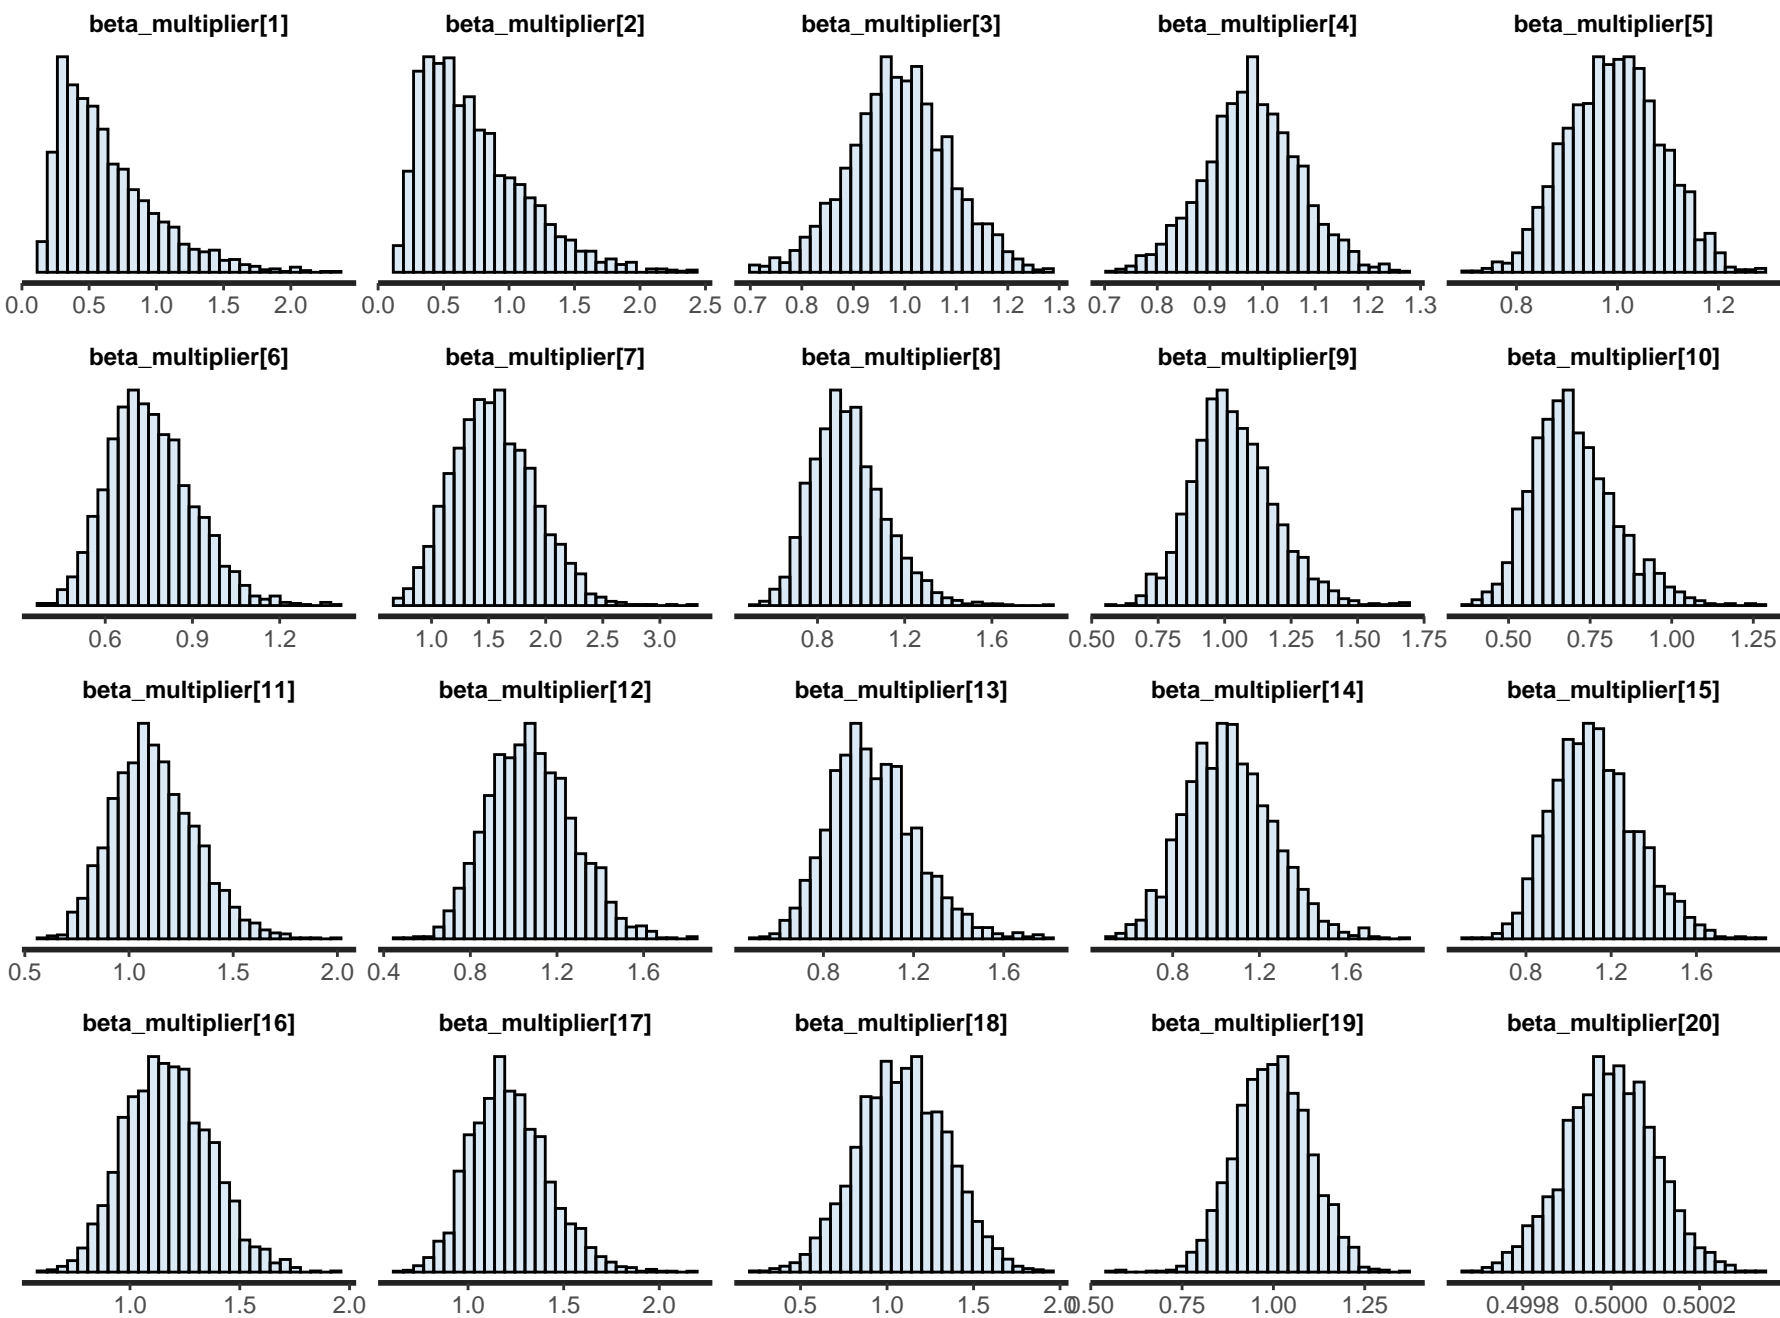 beta_multiplier[1] beta_multiplier[2] beta_multiplier[3] beta_multiplier[4] beta_multiplier[5]
0.0 0.5 1.0 1.5 2.0 0.0 0.5 1.0 1.5 2.0 2.5 0.7 0.8 0.9 1.0 1.1 1.2 1.3 0.7 0.8 0.9 1.0 1.1 1.2 1.3 0.8 1.0 1.2
beta_multiplier[6] beta_multiplier[7] beta_multiplier[8] beta_multiplier[9] beta_multiplier[10]
0.6 0.9 1.2 1.0 1.5 2.0 2.5 3.0 0.8 1.2 1.6 0.50 0.75 1.00 1.25 1.50 1.75 0.50 0.75 1.00 1.25
beta_multiplier[11] beta_multiplier[12] beta_multiplier[13] beta_multiplier[14] beta_multiplier[15]
0.5 1.0 1.5 2.0 0.4 0.8 1.2 1.6 0.8 1.2 1.6 0.8 1.2 1.6 0.8 1.2 1.6
beta_multiplier[16] beta_multiplier[17] beta_multiplier[18] beta_multiplier[19] beta_multiplier[20]
1.0 1.5 2.0 1.0 1.5 2.0 0.5 1.0 1.5 2.0 0.50 0.75 1.00 1.25 0.4998 0.5000 0.5002